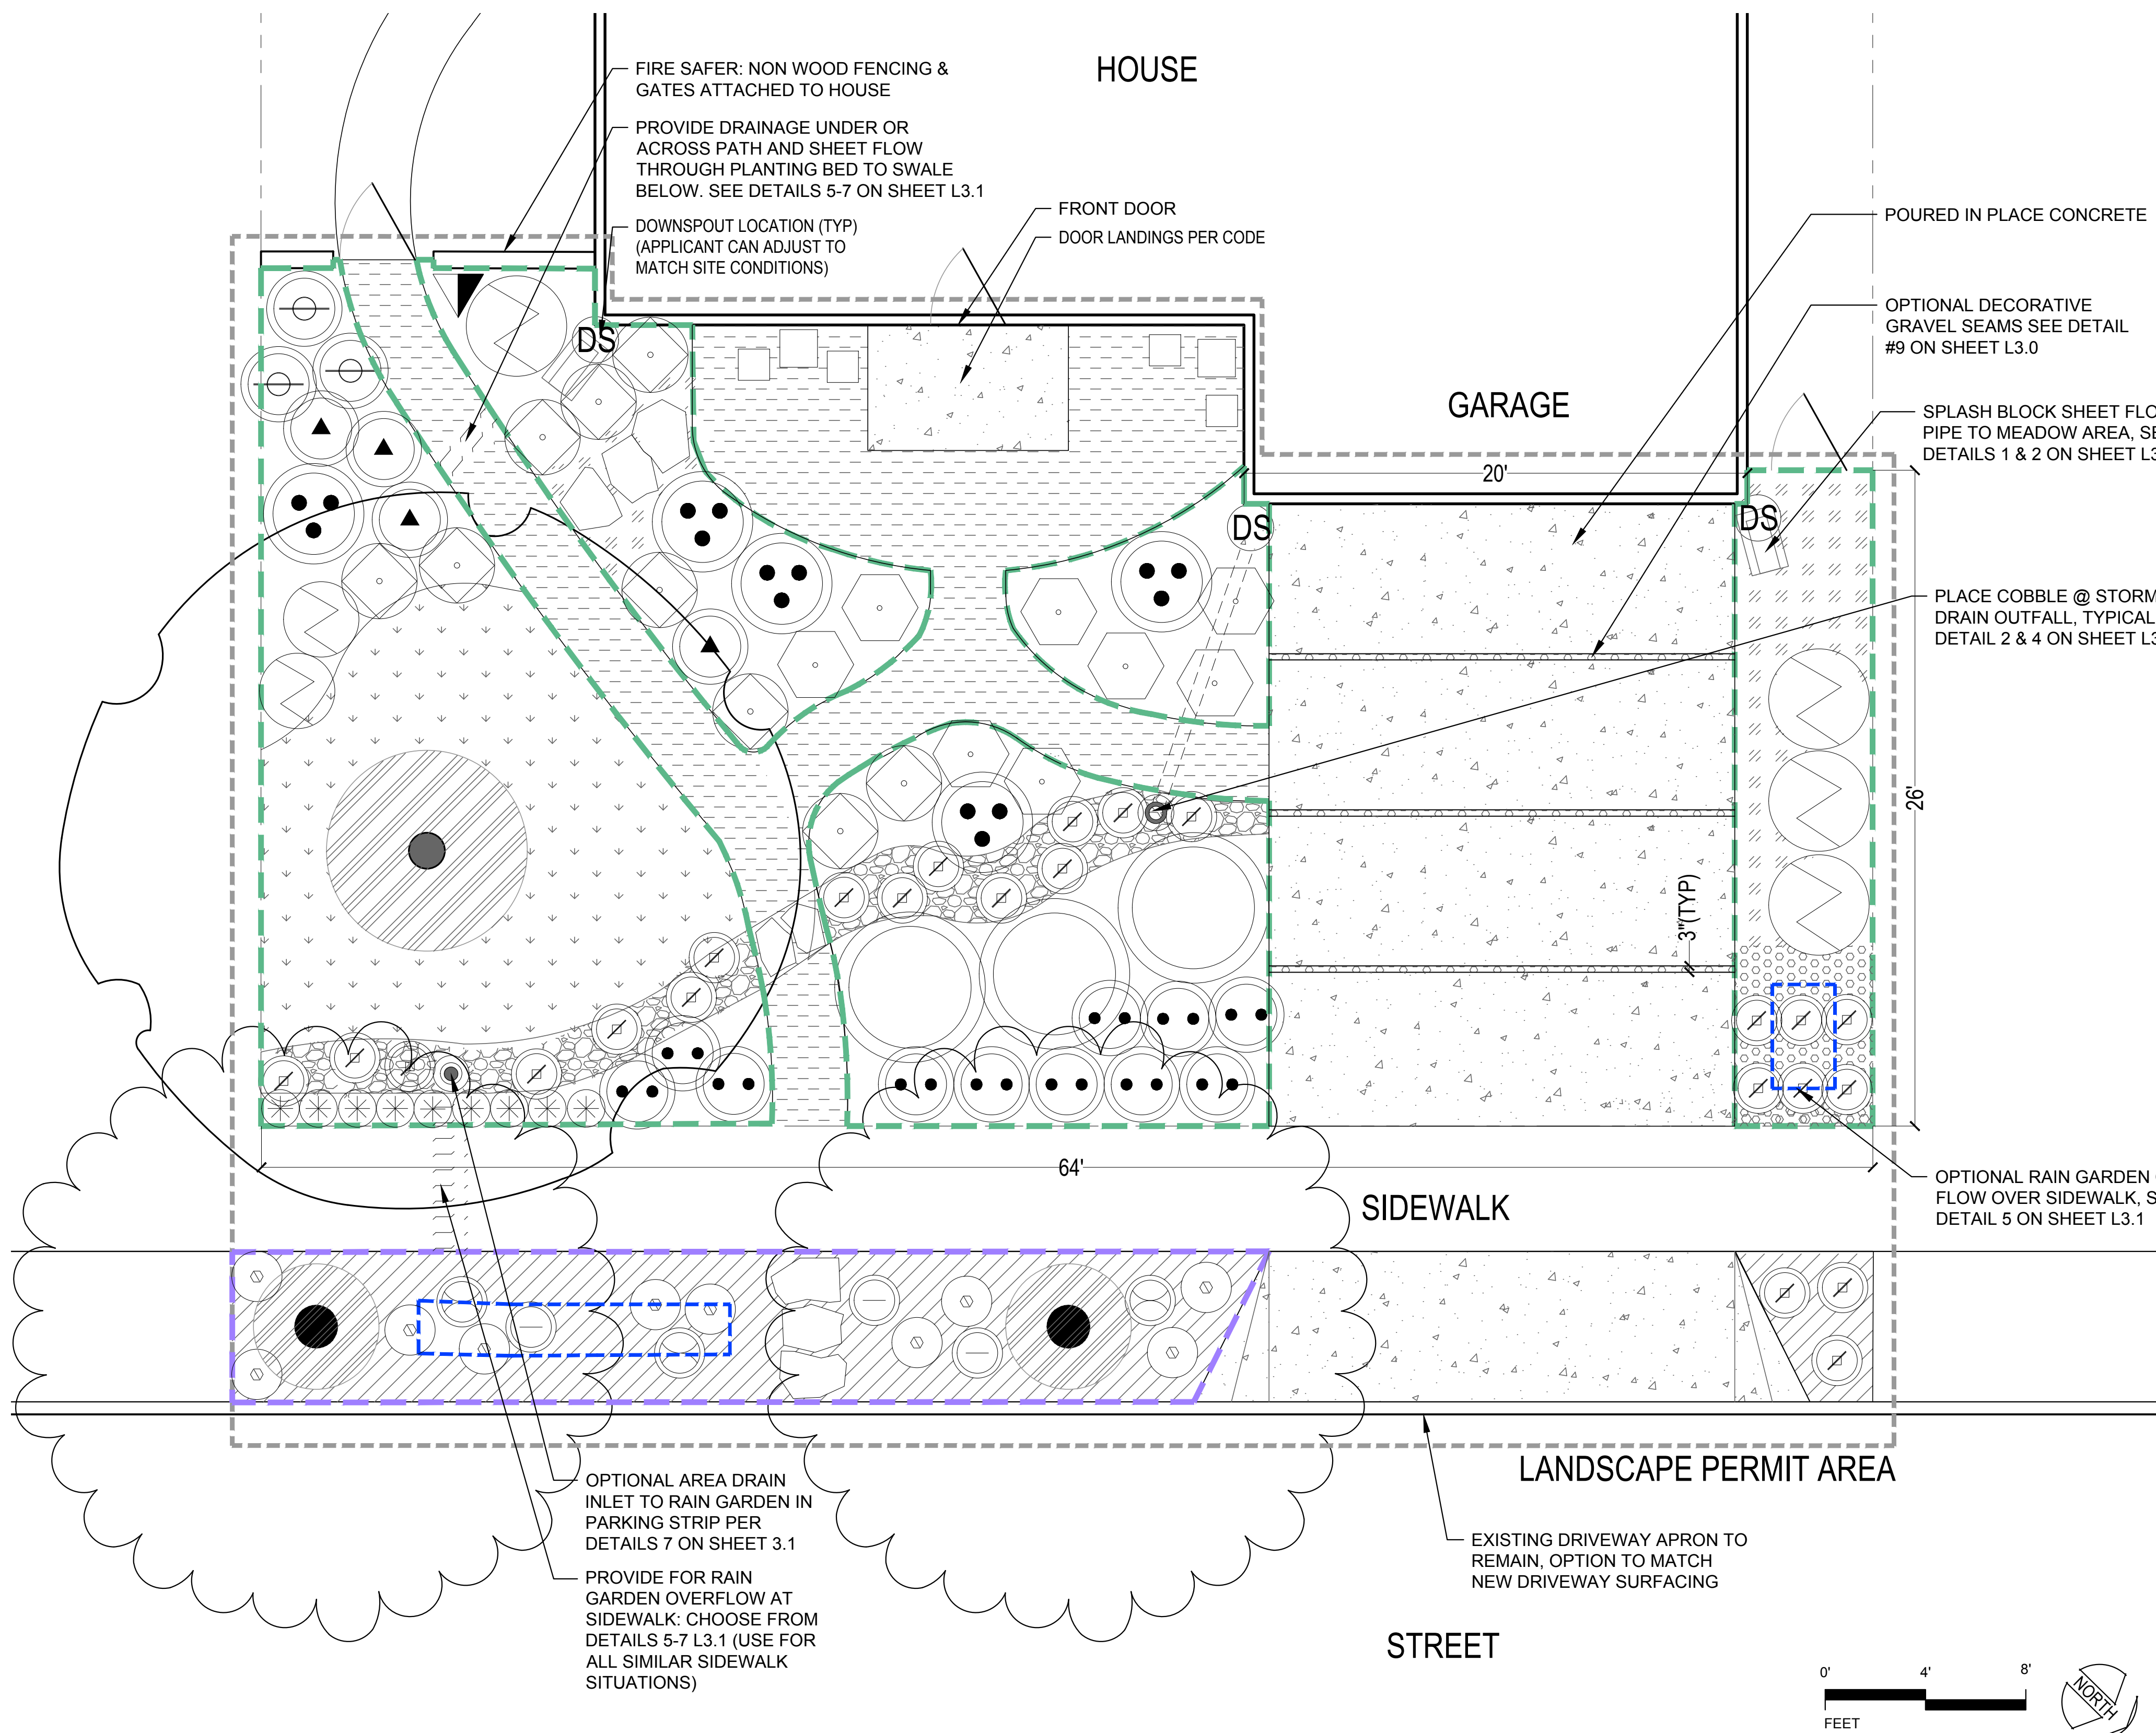 HOUSE
FIRE SAFER: NON WOOD FENCING &
GATES ATTACHED TO HOUSE
PROVIDE DRAINAGE UNDER OR
ACROSS PATH AND SHEET FLOW
THROUGH PLANTING BED TO SWALE
BELOW. SEE DETAILS 5-7 ON SHEET L3.1
DOWNSPOUT LOCATION (TYP)
(APPLICANT CAN ADJUST TO
MATCH SITE CONDITIONS)
FRONT DOOR
DOOR LANDINGS PER CODE
POURED IN PLACE CONCRETE
OPTIONAL DECORATIVE
GRAVEL SEAMS SEE DETAIL
#9 ON SHEET L3.0
DS
GARAGE
SPLASH BLOCK SHEET
PIPE TO MEADOW AREA,
DETAILS 1 & 2 ON SHEET
20'
DS
DS
PLACE COBBLE @ STORM
DRAIN OUTFALL, TYPICAL
DETAIL 2 & 4 ON SHEET
26'
3"(TYP)
64'
OPTIONAL RAIN GARDEN
FLOW OVER SIDEWALK,
DETAIL 5 ON SHEET L3.1
SIDEWALK
LANDSCAPE PERMIT AREA
OPTIONAL AREA DRAIN
INLET TO RAIN GARDEN IN
PARKING STRIP PER
DETAILS 7 ON SHEET 3.1
EXISTING DRIVEWAY APRON TO
REMAIN, OPTION TO MATCH
NEW DRIVEWAY SURFACING
PROVIDE FOR RAIN
GARDEN OVERFLOW AT
SIDEWALK: CHOOSE FROM
DETAILS 5-7 L3.1 (USE FOR
ALL SIMILAR SIDEWALK
SITUATIONS)
STREET
0' 4' 8'
FEET
NORTH